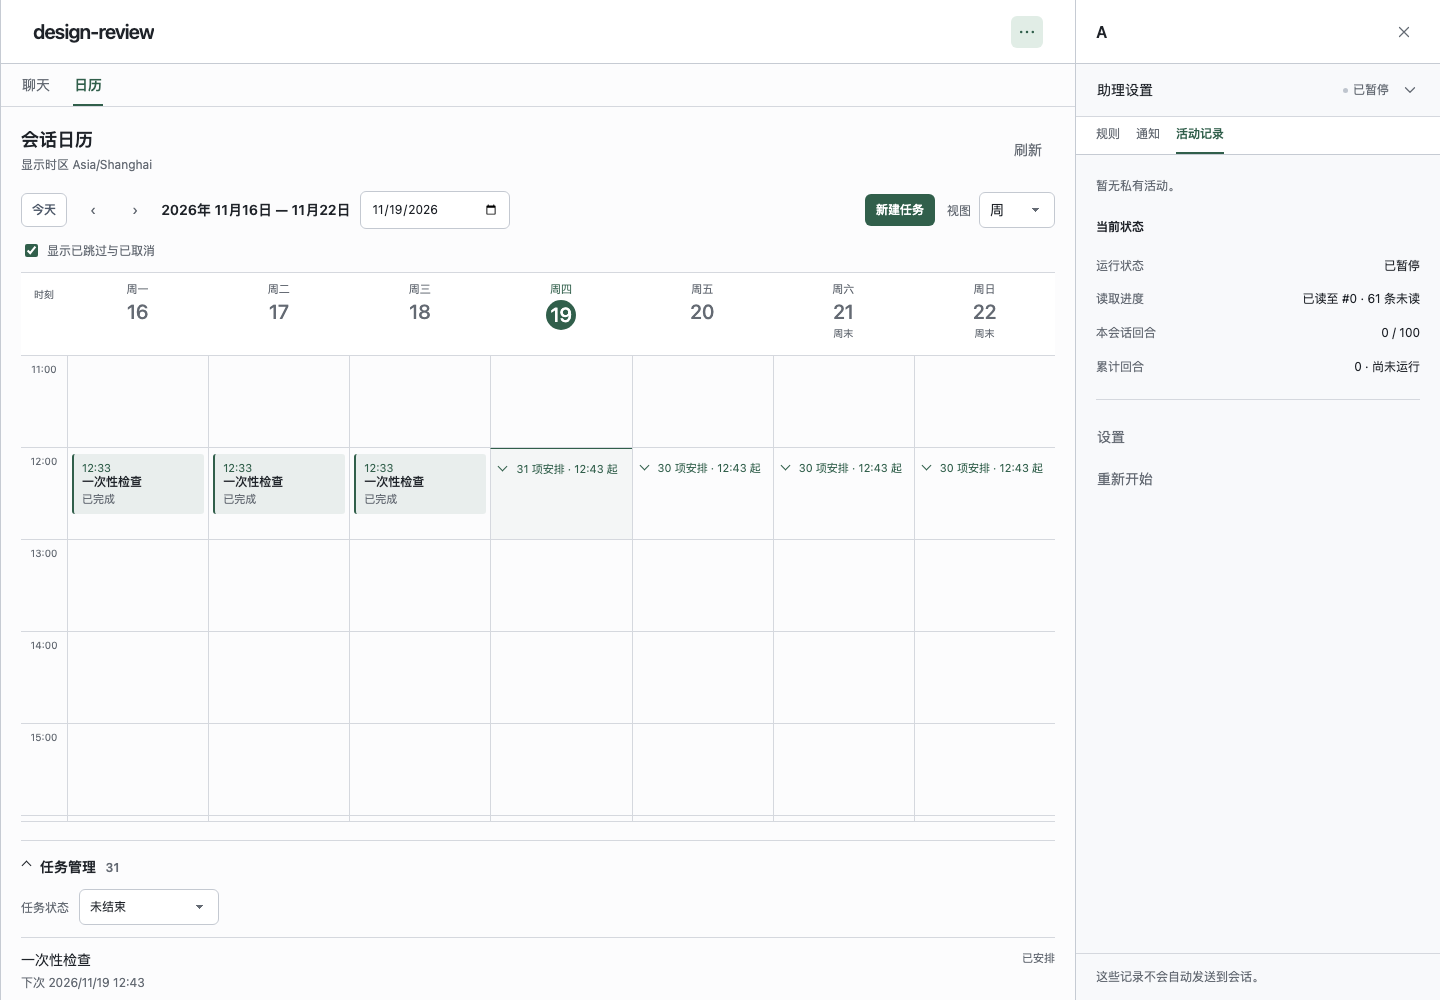 design-review
···
聊天
日历
会话日历
显示时区 Asia/Shanghai
刷新
今天
‹
›
2026年 11月16日 — 11月22日
11/19/2026
新建任务
视图
周
显示已跳过与已取消
时刻
周一
16
周二
17
周三
18
周四
19
周五
20
周六
21
周末
周日
22
周末
11:00
12:00
12:33
一次性检查
已完成
12:33
一次性检查
已完成
12:33
一次性检查
已完成
31 项安排 · 12:43 起
30 项安排 · 12:43 起
30 项安排 · 12:43 起
30 项安排 · 12:43 起
13:00
14:00
15:00
任务管理 31
任务状态
未结束
一次性检查
已安排
下次 2026/11/19 12:43
A
助理设置
已暂停
规则
通知
活动记录
暂无私有活动。
当前状态
运行状态
已暂停
读取进度
已读至 #0 · 61 条未读
本会话回合
0 / 100
累计回合
0 · 尚未运行
设置
重新开始
这些记录不会自动发送到会话。